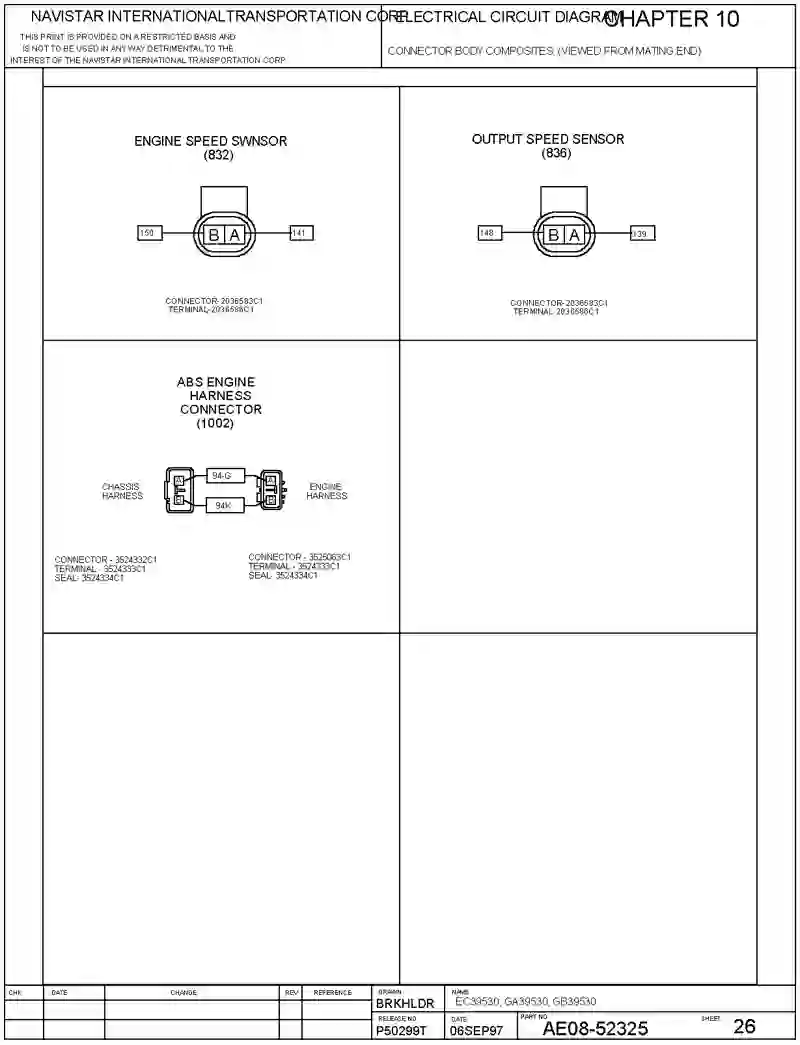 NAVISTAR INTERNATIONALTRANSPORTATION CORP
ELECTRICAL CIRCUIT DIAGRAM
CHAPTER 10
THIS PRINT IS PROVIDED ON A RESTRICTED BASIS AND
IS NOT TO BE USED IN ANY WAY DETRIMENTAL TO THE
INTEREST OF THE NAVISTAR INTERNATIONAL TRANSPORTATION CORP
CONNECTOR BODY COMPOSITES, (VIEWED FROM MATING END)
ENGINE SPEED SWNSOR
(832)
150
B A
141
CONNECTOR-2036583C1
TERMINAL-2036588C1
OUTPUT SPEED SENSOR
(836)
148
B A
139
CONNECTOR-2036583C1
TERMINAL 2036588C1
ABS ENGINE
HARNESS
CONNECTOR
(1002)
CHASSIS
HARNESS
A
B
94-G
94K
A
B
ENGINE
HARNESS
CONNECTOR - 3524332C1
TERMINAL - 3524333C1
SEAL- 3524334C1
CONNECTOR - 3525063C1
TERMINAL - 3524333C1
SEAL- 3524334C1
CHK
DATE
CHANGE
REV
REFERENCE
DRAWN
BRKHLDR
NAME
EC39530, GA39530, GB39530
RELEASE NO
P50299T
DATE
06SEP97
PART NO
AE08-52325
SHEET
26